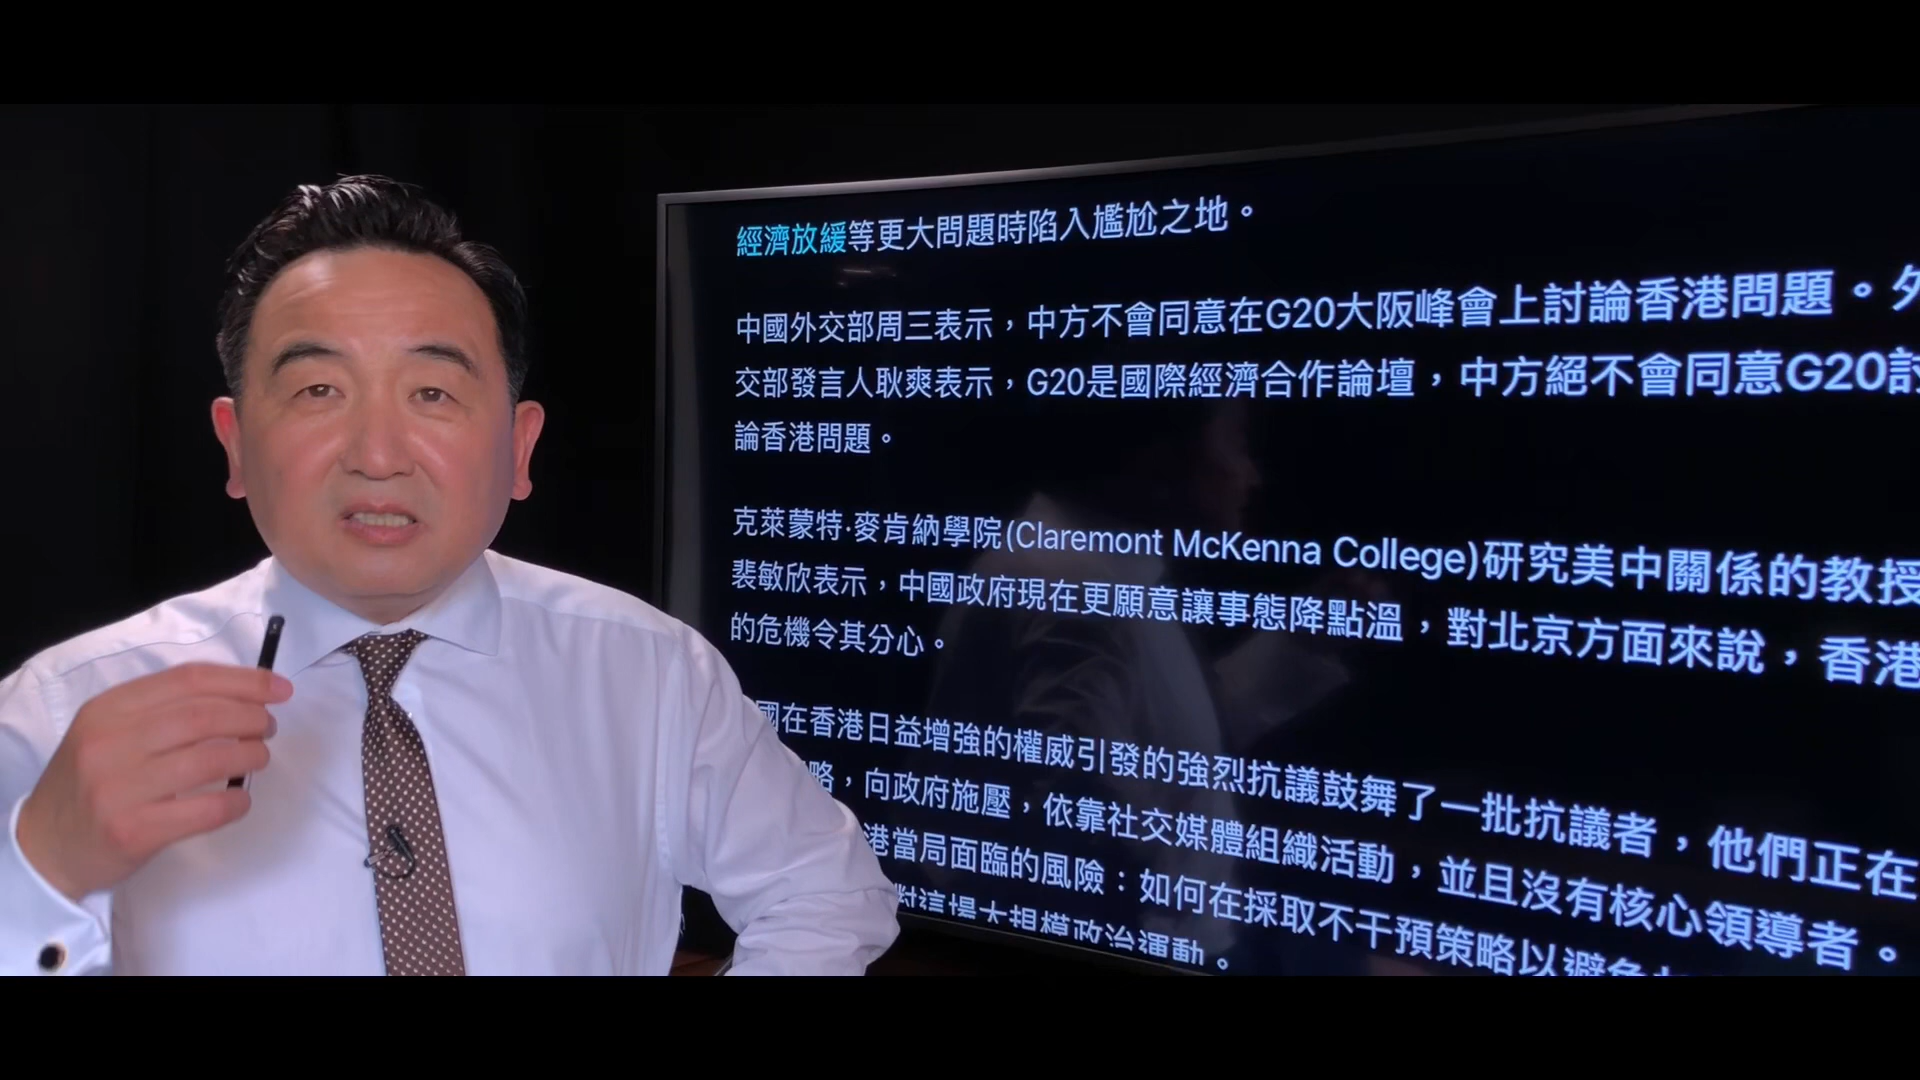 經濟放緩等更大問題時陷入尷尬之地。
中國外交部周三表示，中方不會同意在G20大阪峰會上討論香港問題。外
交部發言人耿爽表示，G20是國際經濟合作論壇，中方絕不會同意G20討
論香港問題。
克萊蒙特·麥肯納學院(Claremont McKenna College)研究美中關係的教授
裴敏欣表示，中國政府現在更願意讓事態降點溫，對北京方面來說，香港
的危機令其分心。
國在香港日益增強的權威引發的強烈抗議鼓舞了一批抗議者，他們正在
略，向政府施壓，依靠社交媒體組織活動，並且沒有核心領導者。
港當局面臨的風險：如何在採取不干預策略以避免
對這場大規模政治運動。